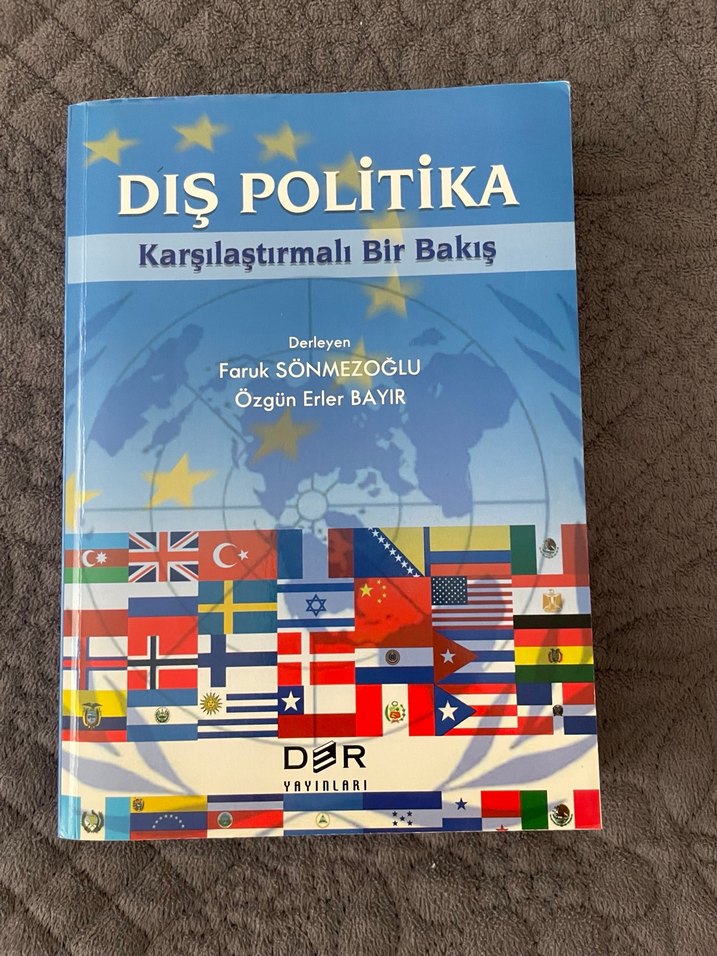 DIŞ POLİTİKA
Karşılaştırmalı Bir Bakış
Derleyen
Faruk SÖNMEZOĞLU
Özgün Erler BAYIR
DER
YAYINLARI